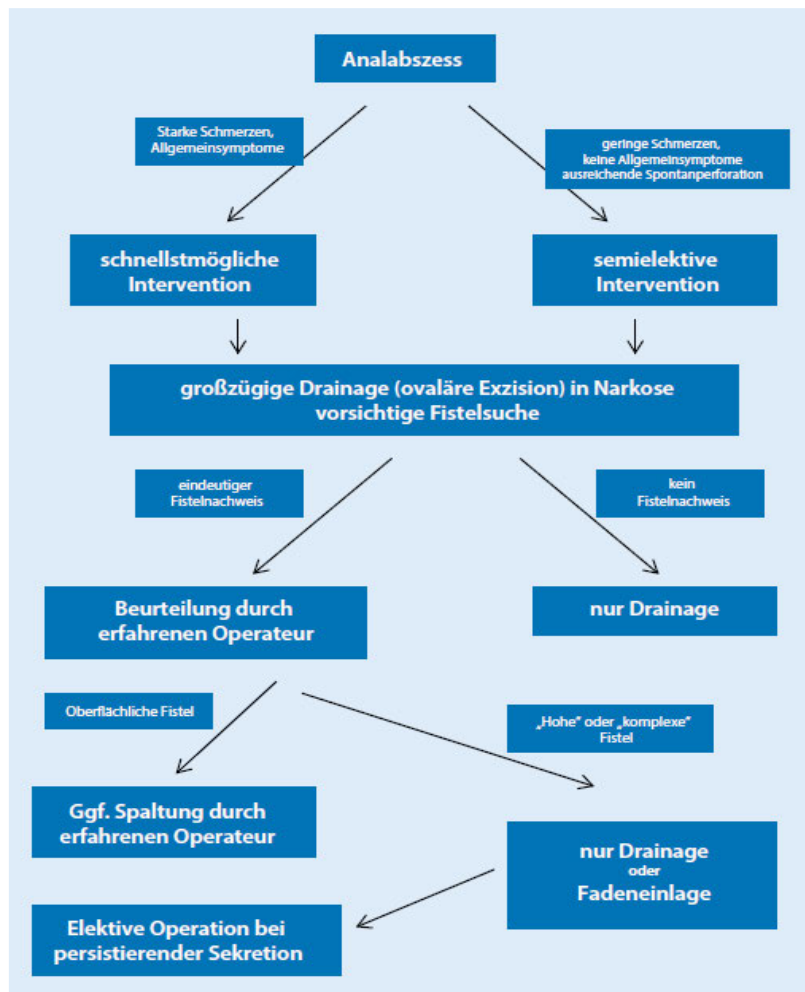 Analabszess
Starke Schmerzen,
Allgemeinsymptome
geringe Schmerzen,
keine Allgemeinsymptome
ausreichende Spontanperforation
schnellstmögliche
Intervention
semielektive
Intervention
großzügige Drainage (ovaläre Exzision) in Narkose
vorsichtige Fistelsuche
eindeutiger
Fistelnachweis
kein
Fistelnachweis
Beurteilung durch
erfahrenen Operateur
nur Drainage
Oberflächliche Fistel
„Hohe“ oder „komplexe“
Fistel
Ggf. Spaltung durch
erfahrenen Operateur
nur Drainage
oder
Fadeneinlage
Elektive Operation bei
persistierender Sekretion